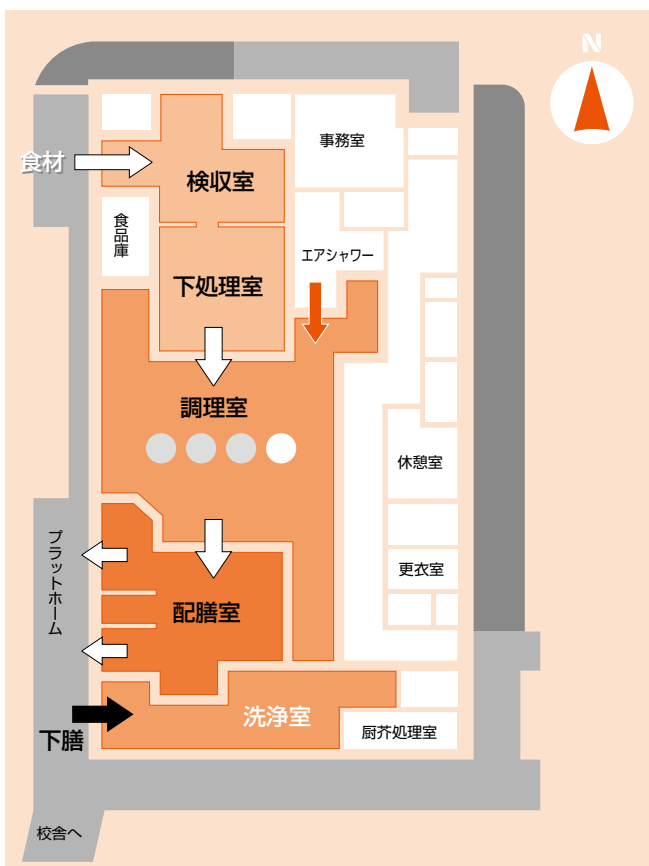 N
事務室
食材
検収室
食品庫
エアシャワー
下処理室
調理室
休憩室
プラットホーム
更衣室
配膳室
洗浄室
下膳
厨芥処理室
校舎へ